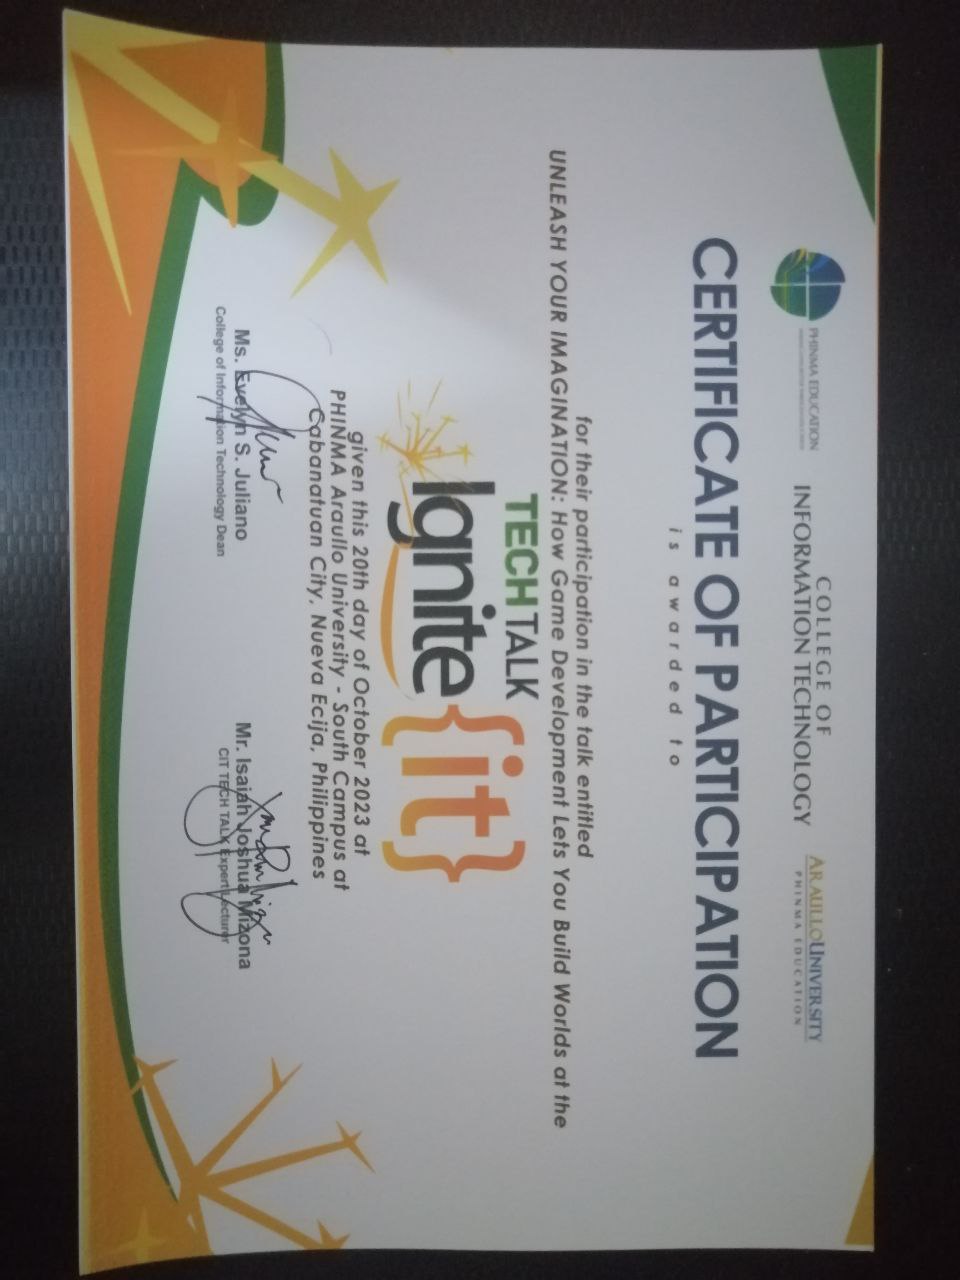 PHINMA EDUCATION
COLLEGE OF
INFORMATION TECHNOLOGY
ARAULLO UNIVERSITY
PHINMA EDUCATION
CERTIFICATE OF PARTICIPATION
is awarded to
for their participation in the talk entitled
UNLEASH YOUR IMAGINATION: How Game Development Lets You Build Worlds at the
TECH TALK
Ignite {it}
given this 20th day of October 2023 at
PHINMA Araullo University - South Campus at
Cabanatuan City, Nueva Ecija, Philippines
Ms. Evelyn S. Juliano
College of Information Technology Dean
Mr. Isaiah Joshua Mizona
CIT TECH TALK Expert Lecturer